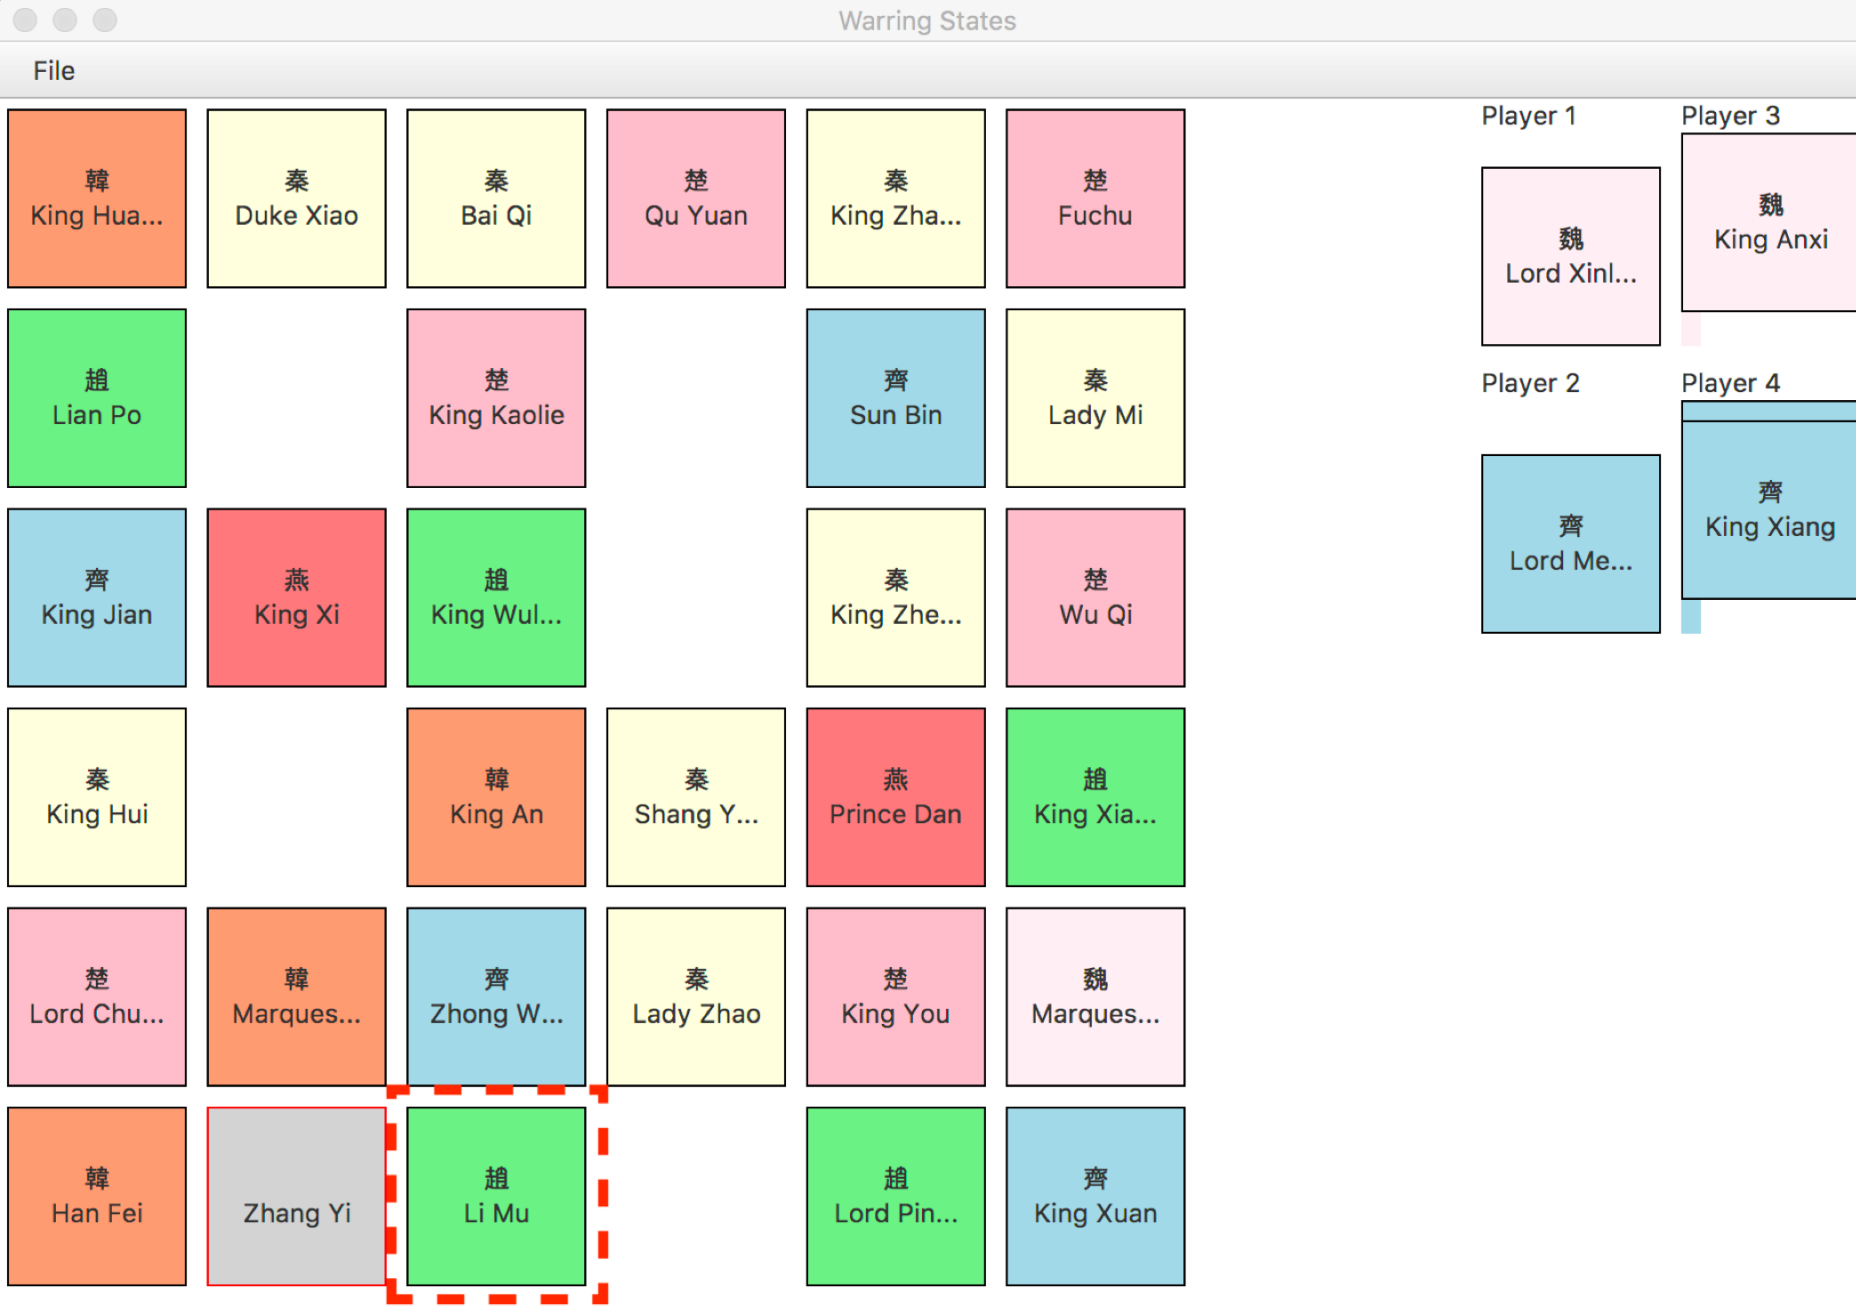 Warring States
File
韓
King Hua...
秦
Duke Xiao
秦
Bai Qi
楚
Qu Yuan
秦
King Zha...
楚
Fuchu
趙
Lian Po
楚
King Kaolie
齊
Sun Bin
秦
Lady Mi
齊
King Jian
燕
King Xi
趙
King Wul...
秦
King Zhe...
楚
Wu Qi
秦
King Hui
韓
King An
秦
Shang Y...
燕
Prince Dan
趙
King Xia...
楚
Lord Chu...
韓
Marques...
齊
Zhong W...
秦
Lady Zhao
楚
King You
魏
Marques...
韓
Han Fei
Zhang Yi
趙
Li Mu
趙
Lord Pin...
齊
King Xuan
Player 1
魏
Lord Xinl...
Player 3
魏
King Anxi
Player 2
齊
Lord Me...
Player 4
齊
King Xiang